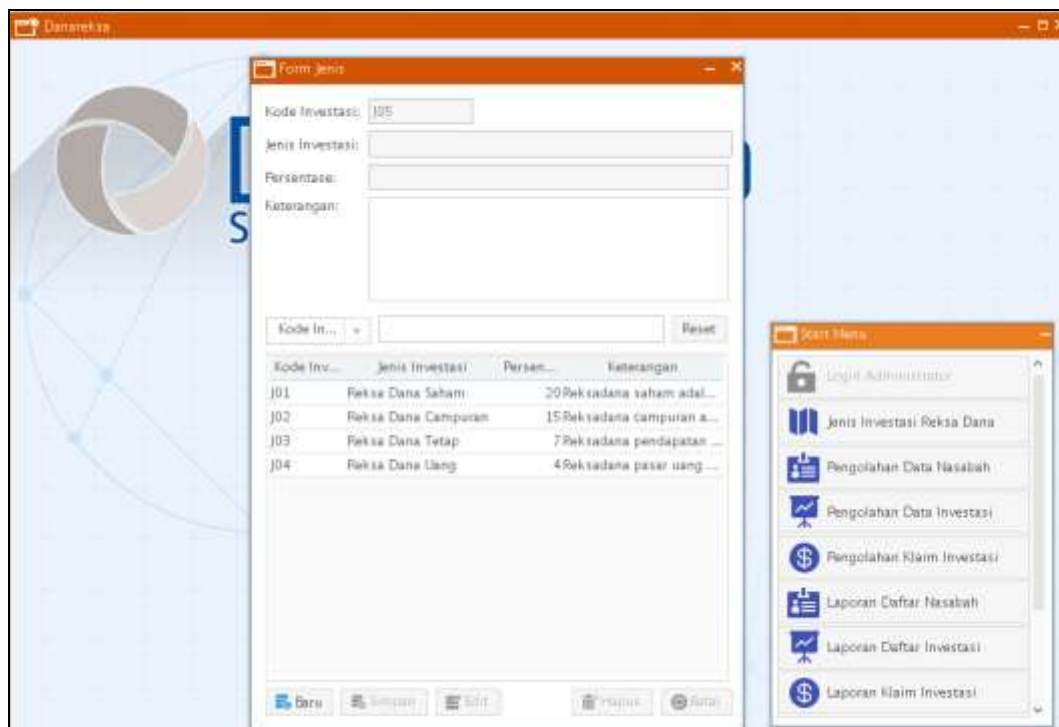 Danareksa
Form Jenis
Kode Investasi: J05
Jenis Investasi:
Persentase:
Keterangan:
Kode In... Reset
Kode Inv... Jenis Investasi Persen... Keterangan
J01 Reksa Dana Saham 20 Reksadana saham adal...
J02 Reksa Dana Campuran 15 Reksadana campuran a...
J03 Reksa Dana Tetap 7 Reksadana pendapatan ...
J04 Reksa Dana Uang 4 Reksadana pasar uang ...
Baru Simpan Edit Hapus Batal
Start Menu
Login Administrator
Jenis Investasi Reksa Dana
Pengolahan Data Nasabah
Pengolahan Data Investasi
Pengolahan Klaim Investasi
Laporan Daftar Nasabah
Laporan Daftar Investasi
Laporan Klaim Investasi